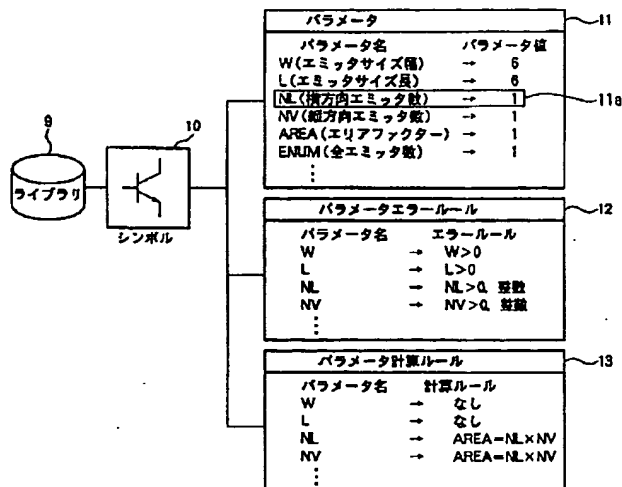 パラメータ
11
パラメータ名 パラメータ値
W(エミッタサイズ幅) → 6
L(エミッタサイズ長) → 6
NL(横方向エミッタ数) → 1
11a
NV(縦方向エミッタ数) → 1
AREA(エリアファクター) → 1
ENUM(全エミッタ数) → 1
⋮
9
ライブラリ
10
シンボル
パラメータエラールール
12
パラメータ名 エラールール
W → W>0
L → L>0
NL → NL>0, 整数
NV → NV>0, 整数
⋮
パラメータ計算ルール
13
パラメータ名 計算ルール
W → なし
L → なし
NL → AREA=NL×NV
NV → AREA=NL×NV
⋮